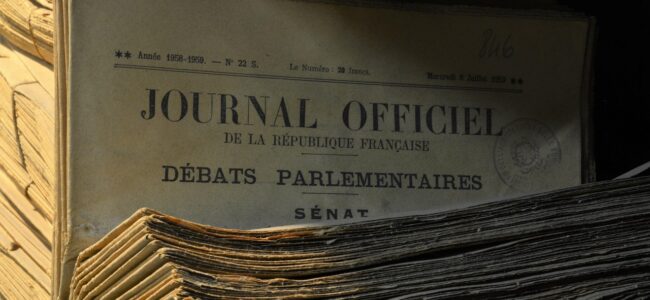 846
** Année 1958-1959. — N° 22 S. Le Numéro : 20 francs. Mercredi 8 Juillet 1959 **
JOURNAL OFFICIEL
DE LA RÉPUBLIQUE FRANÇAISE
DÉBATS PARLEMENTAIRES
SÉNAT